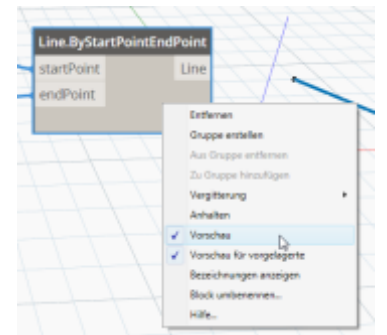 Line.ByStartPointEndPoint
startPoint Line
endPoint
Entfernen
Gruppe erstellen
Aus Gruppe entfernen
Zu Gruppe hinzufügen
Vergitterung
Anhalten
Vorschau
Vorschau für vorgelagerte
Bezeichnungen anzeigen
Block umbenennen...
Hilfe...